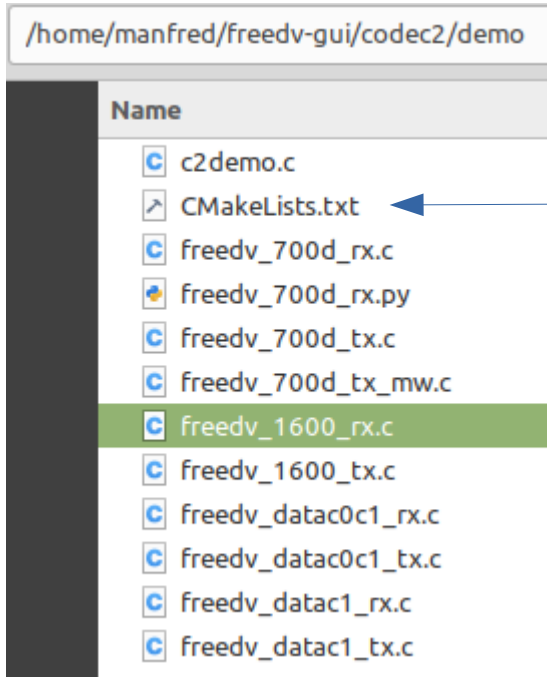 /home/manfred/freedv-gui/codec2/demo
Name
c2demo.c
CMakeLists.txt
freedv_700d_rx.c
freedv_700d_rx.py
freedv_700d_tx.c
freedv_700d_tx_mw.c
freedv_1600_rx.c
freedv_1600_tx.c
freedv_datac0c1_rx.c
freedv_datac0c1_tx.c
freedv_datac1_rx.c
freedv_datac1_tx.c